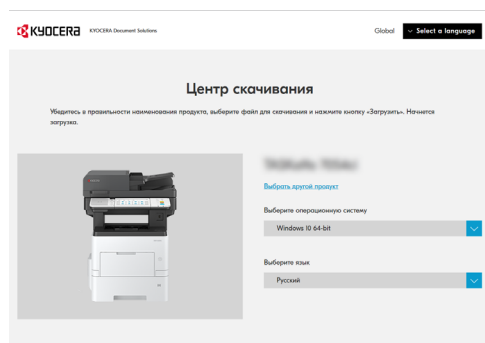 KYOCERA KYOCERA Document Solutions Global Select a language
Центр скачивания
Убедитесь в правильности наименования продукта, выберите файл для скачивания и нажмите кнопку «Загрузить». Начнется
загрузка.
Выбрать другой продукт
Выберите операционную систему
Windows 10 64-bit
Выберите язык
Русский